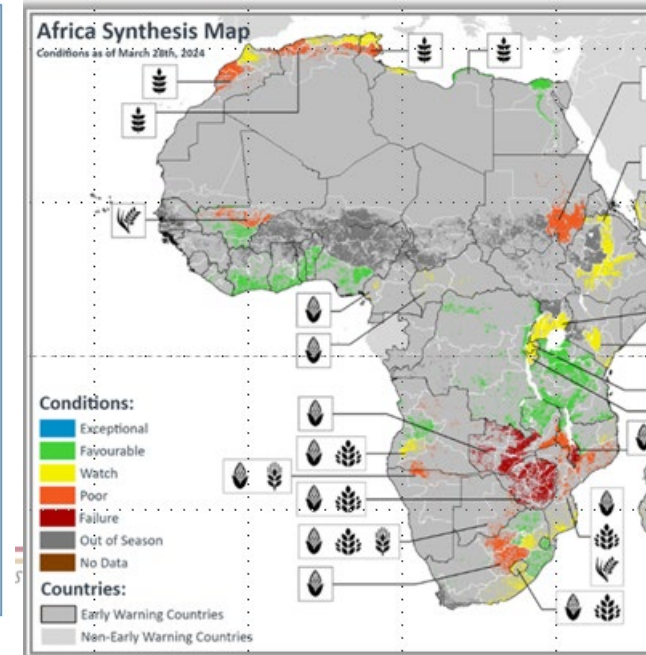 Africa Synthesis Map
Conditions as of March 28th, 2024
Conditions:
Exceptional
Favourable
Watch
Poor
Failure
Out of Season
No Data
Countries:
Early Warning Countries
Non-Early Warning Countries